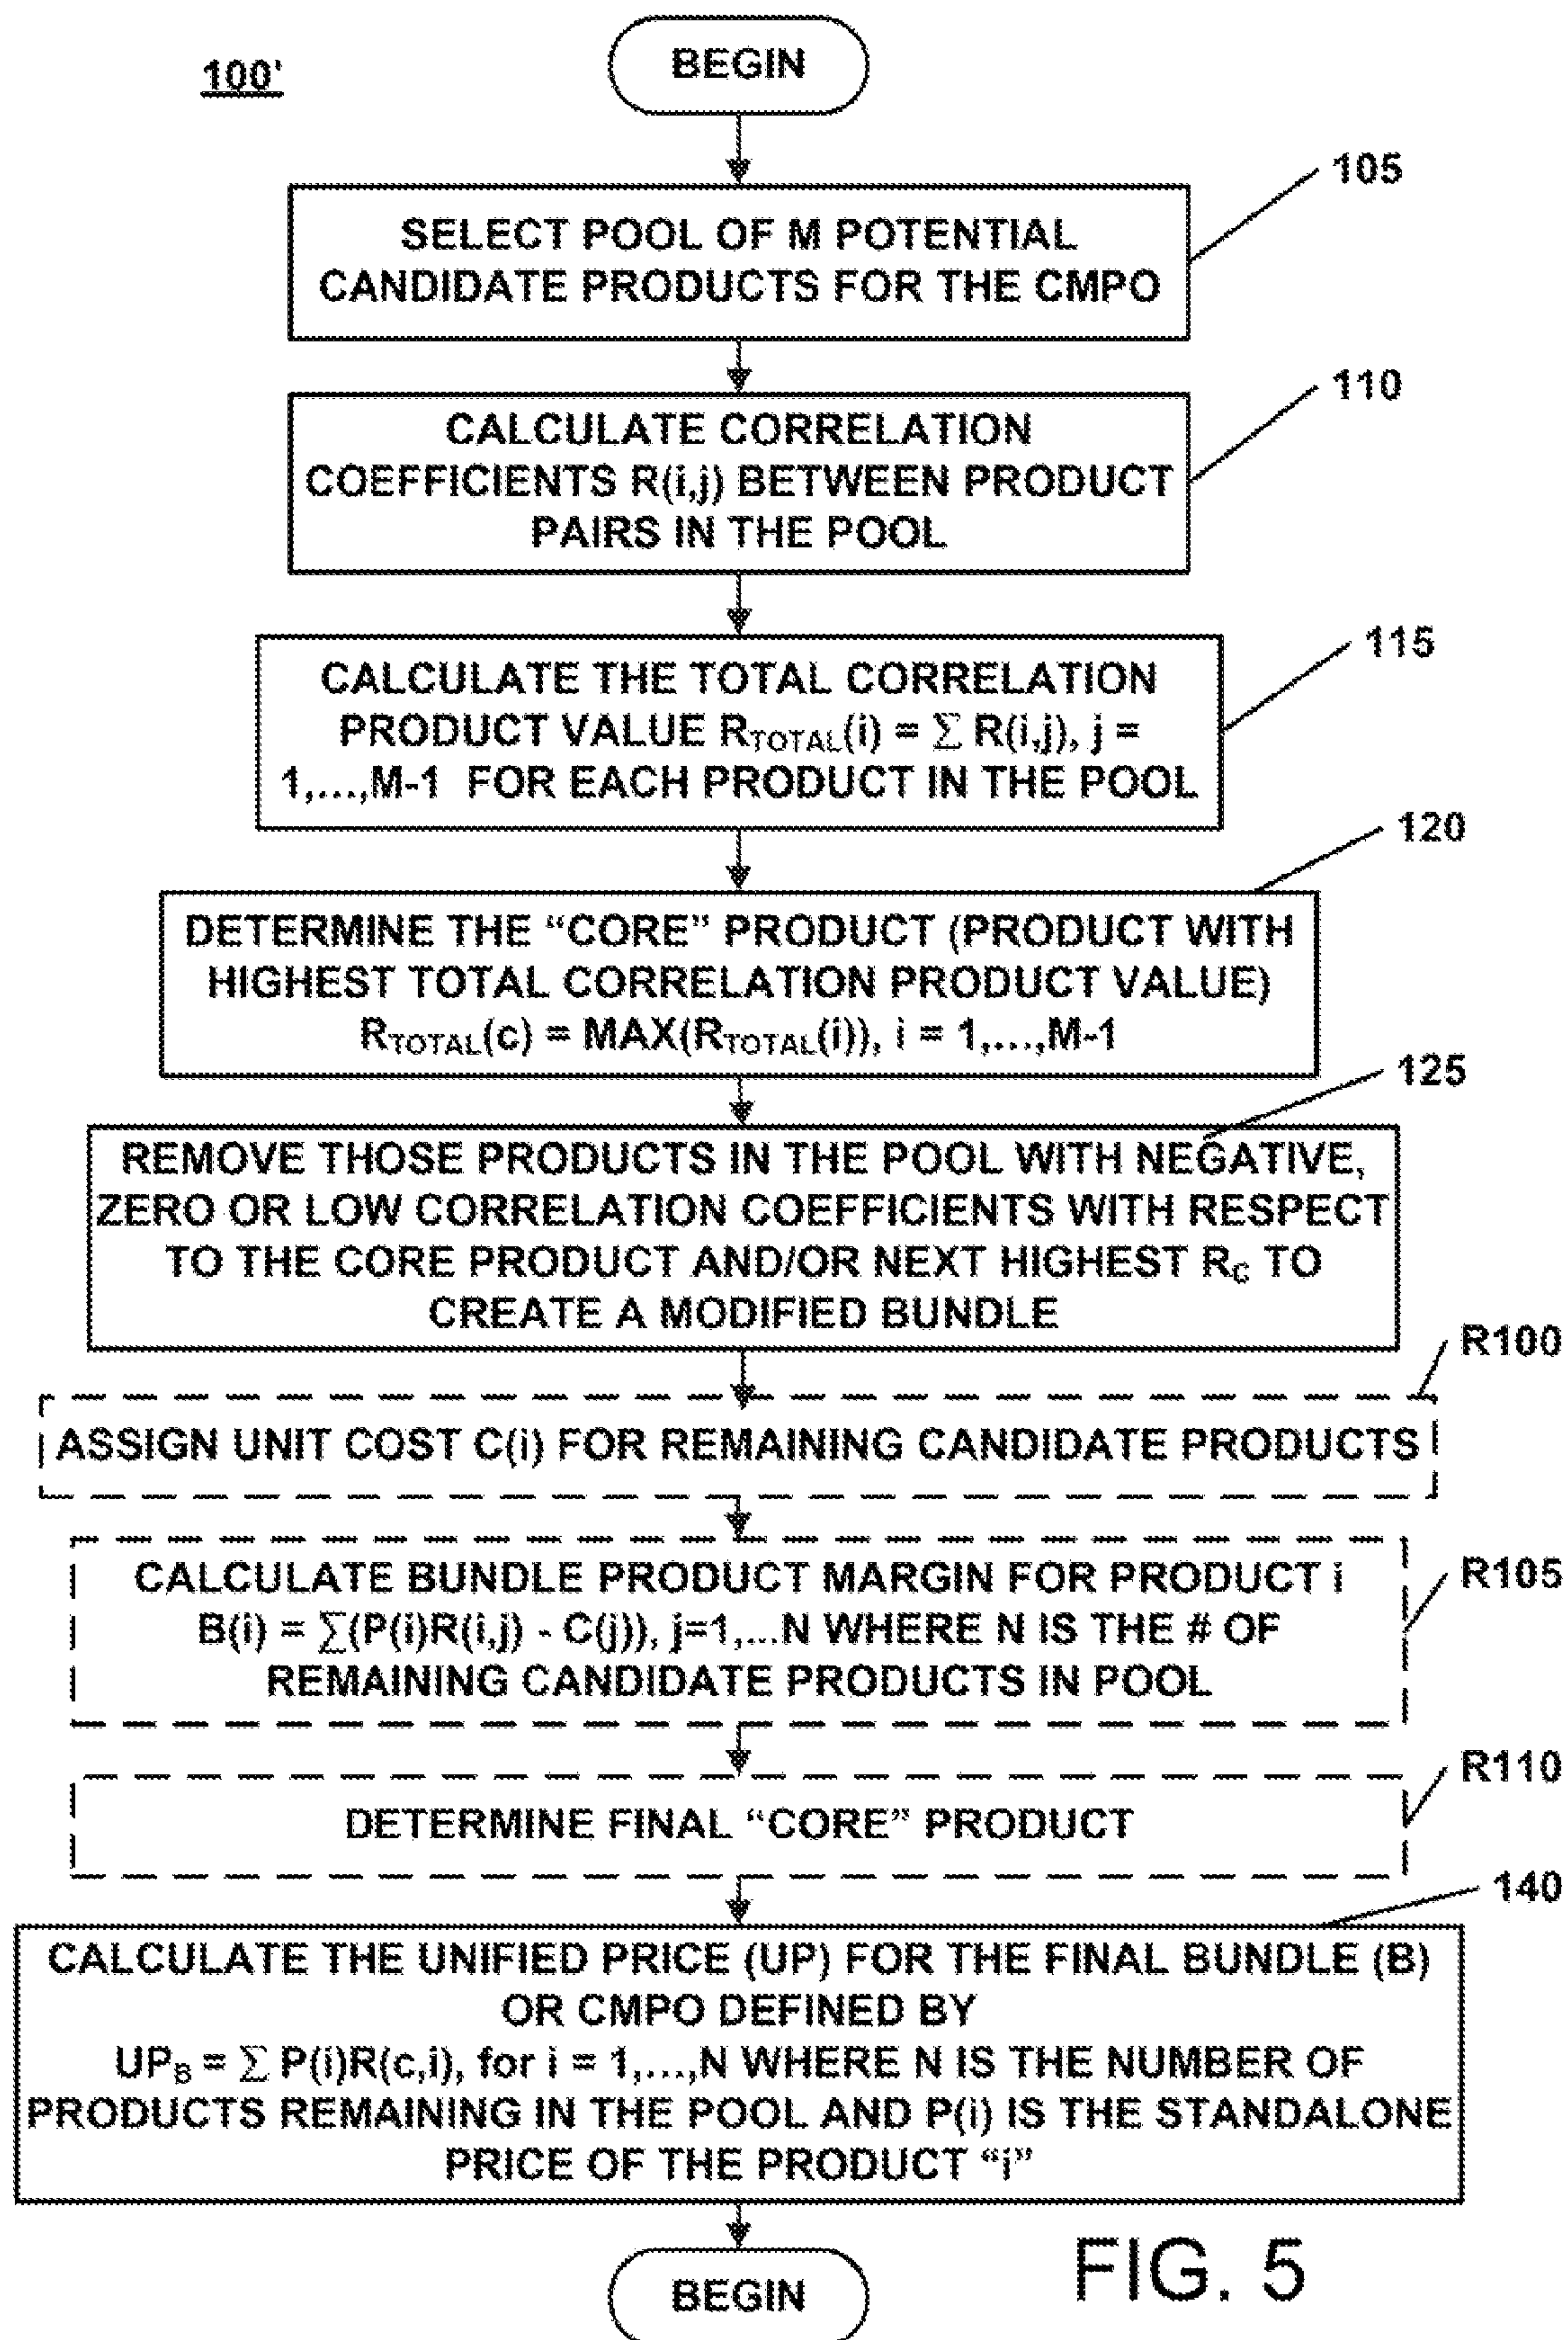 BEGIN
100'
105
SELECT POOL OF M POTENTIAL
CANDIDATE PRODUCTS FOR THE CMPO
110
CALCULATE CORRELATION
COEFFICIENTS R(i,j) BETWEEN PRODUCT
PAIRS IN THE POOL
115
CALCULATE THE TOTAL CORRELATION
PRODUCT VALUE RTOTAL(i) = ∑ R(i,j), j =
1,...,M-1 FOR EACH PRODUCT IN THE POOL
120
DETERMINE THE “CORE” PRODUCT (PRODUCT WITH
HIGHEST TOTAL CORRELATION PRODUCT VALUE)
RTOTAL(c) = MAX(RTOTAL(i)), i = 1,...,M-1
125
REMOVE THOSE PRODUCTS IN THE POOL WITH NEGATIVE,
ZERO OR LOW CORRELATION COEFFICIENTS WITH RESPECT
TO THE CORE PRODUCT AND/OR NEXT HIGHEST RC TO
CREATE A MODIFIED BUNDLE
R100
ASSIGN UNIT COST C(i) FOR REMAINING CANDIDATE PRODUCTS
R105
CALCULATE BUNDLE PRODUCT MARGIN FOR PRODUCT i
B(i) = ∑(P(i)R(i,j) - C(j)), j=1,...N WHERE N IS THE # OF
REMAINING CANDIDATE PRODUCTS IN POOL
R110
DETERMINE FINAL “CORE” PRODUCT
140
CALCULATE THE UNIFIED PRICE (UP) FOR THE FINAL BUNDLE (B)
OR CMPO DEFINED BY
UPB = ∑ P(i)R(c,i), for i = 1,...,N WHERE N IS THE NUMBER OF
PRODUCTS REMAINING IN THE POOL AND P(i) IS THE STANDALONE
PRICE OF THE PRODUCT “i”
BEGIN
FIG. 5